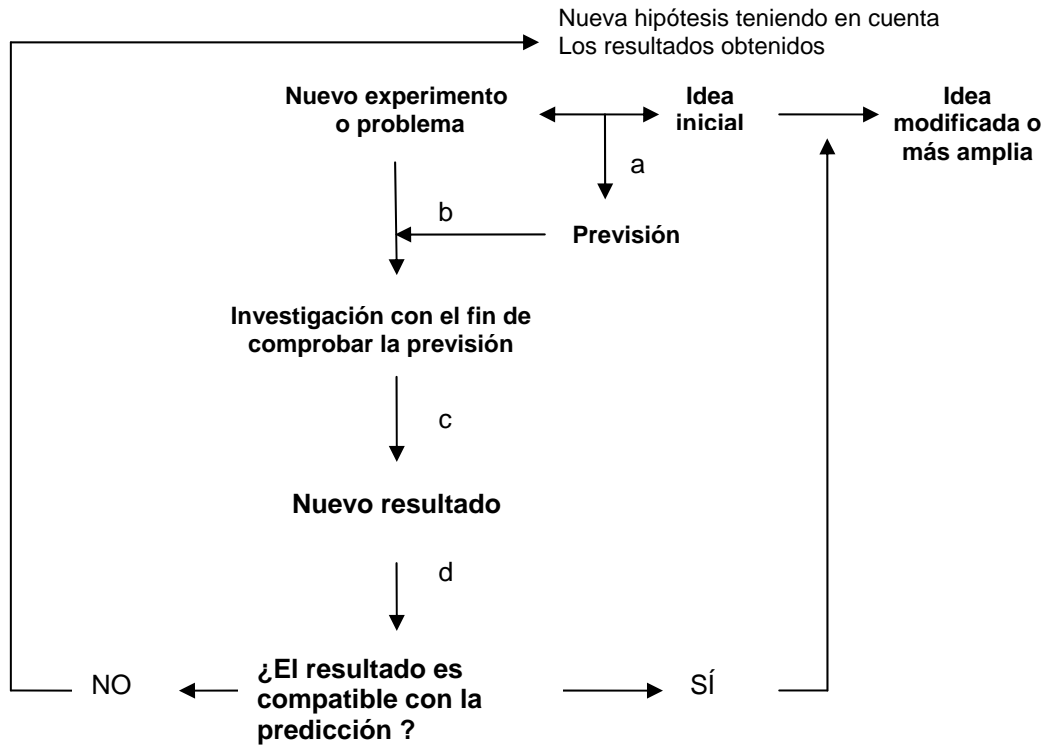 Nueva hipótesis teniendo en cuenta
Los resultados obtenidos
Nuevo experimento
o problema
Idea
inicial
Idea
modificada o
más amplia
a
b
Previsión
Investigación con el fin de
comprobar la previsión
c
Nuevo resultado
d
NO
¿El resultado es
compatible con la
predicción ?
SÍ